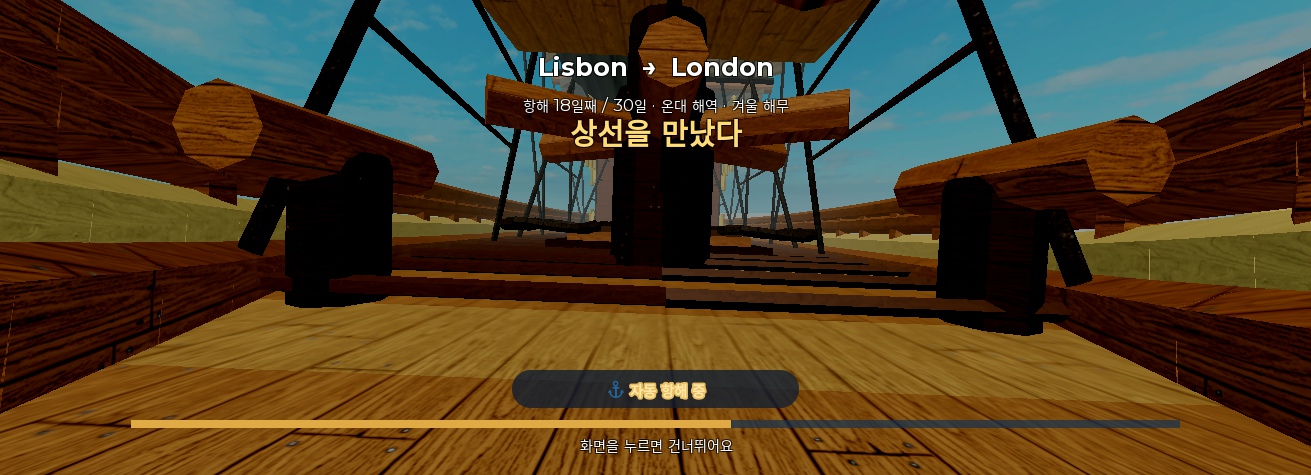 Lisbon → London
항해 18일째 / 30일 · 온대 해역 · 겨울 해무
상선을 만났다
⚓ 자동 항해 중
화면을 누르면 건너뛰어요